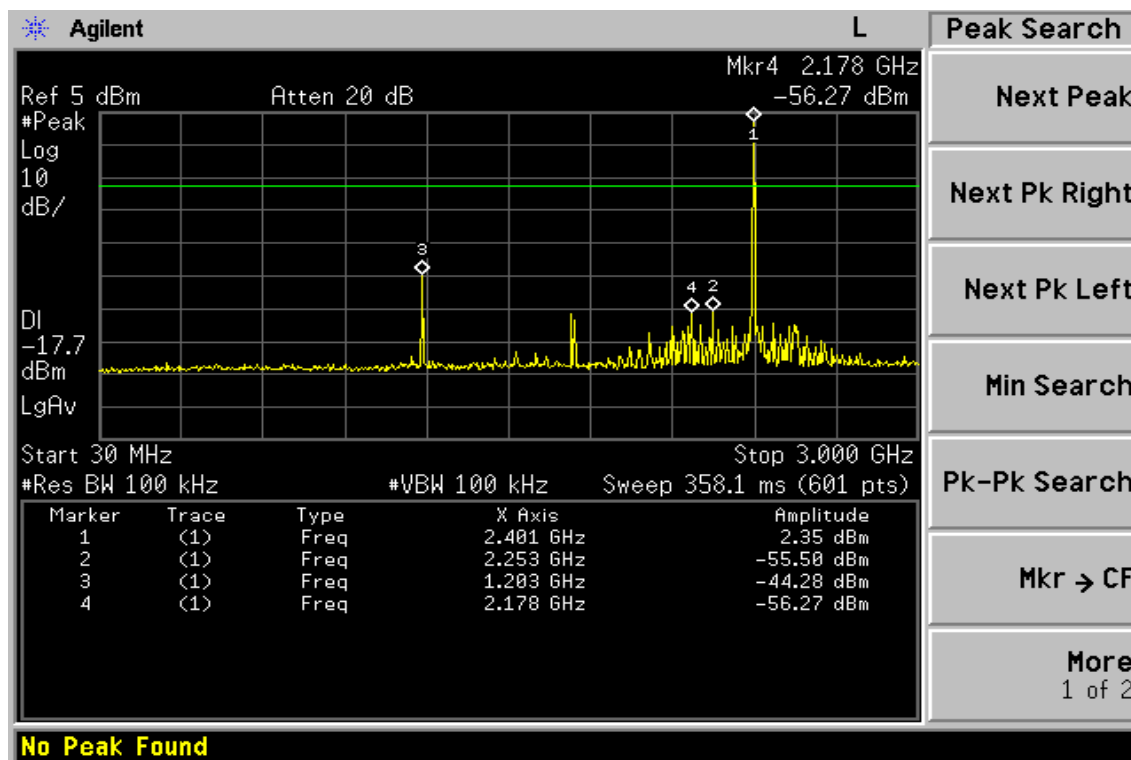 Agilent L Peak Search
Mkr4 2.178 GHz
Ref 5 dBm Atten 20 dB -56.27 dBm
#Peak
Log
10
dB/
1
3
4 2
DI
-17.7
dBm
LgAv
Start 30 MHz Stop 3.000 GHz
#Res BW 100 kHz #VBW 100 kHz Sweep 358.1 ms (601 pts)
Marker Trace Type X Axis Amplitude
1 (1) Freq 2.401 GHz 2.35 dBm
2 (1) Freq 2.253 GHz -55.50 dBm
3 (1) Freq 1.203 GHz -44.28 dBm
4 (1) Freq 2.178 GHz -56.27 dBm
No Peak Found
Next Peak
Next Pk Right
Next Pk Left
Min Search
Pk-Pk Search
Mkr → CF
More
1 of 2